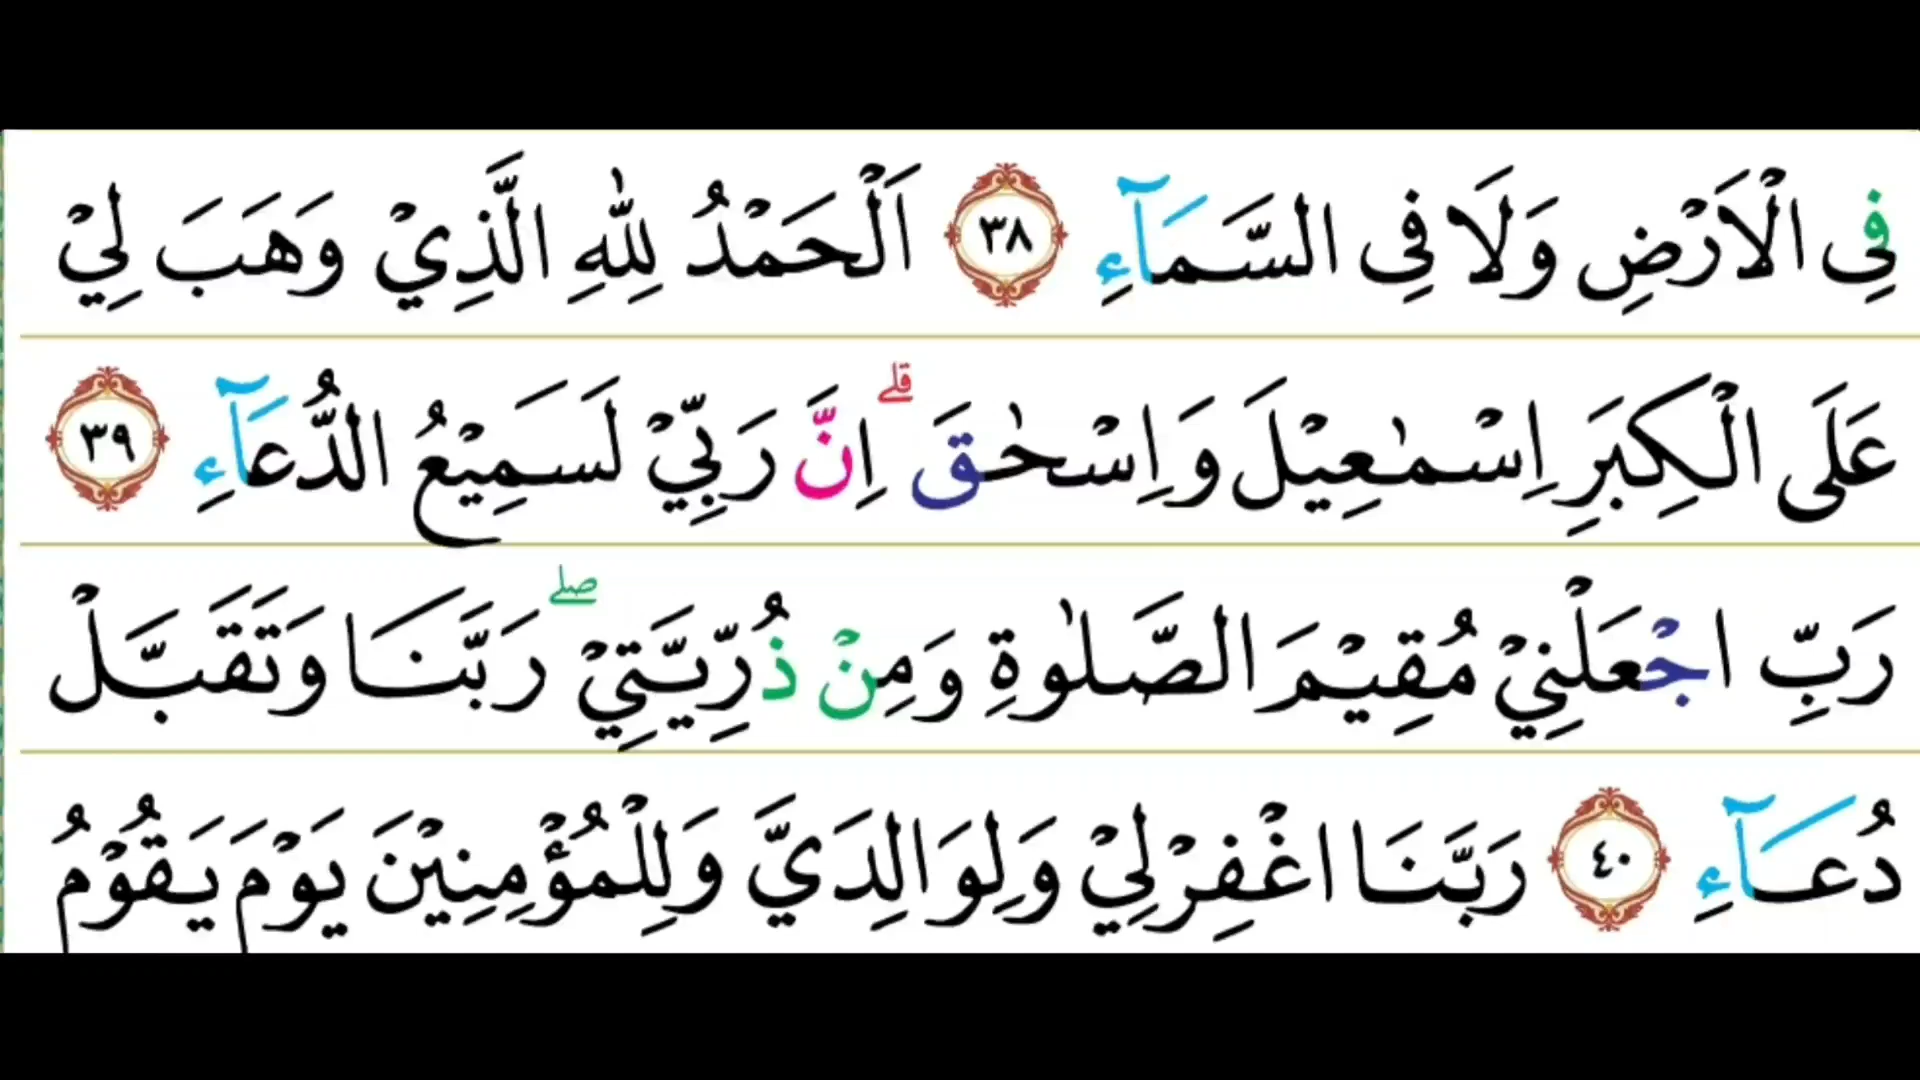 فِي الْاَرْضِ وَلَا فِي السَّمَآءِ ٣٨ اَلْحَمْدُ لِلّٰهِ الَّذِيْ وَهَبَ لِيْ
عَلَى الْكِبَرِ اِسْمٰعِيْلَ وَاِسْحٰقَ ۗ اِنَّ رَبِّيْ لَسَمِيْعُ الدُّعَآءِ ٣٩
رَبِّ اجْعَلْنِيْ مُقِيْمَ الصَّلٰوةِ وَمِنْ ذُرِّيَّتِيْ ۖ رَبَّنَا وَتَقَبَّلْ
دُعَآءِ ٤٠ رَبَّنَا اغْفِرْلِيْ وَلِوَالِدَيَّ وَلِلْمُؤْمِنِيْنَ يَوْمَ يَقُوْمُ